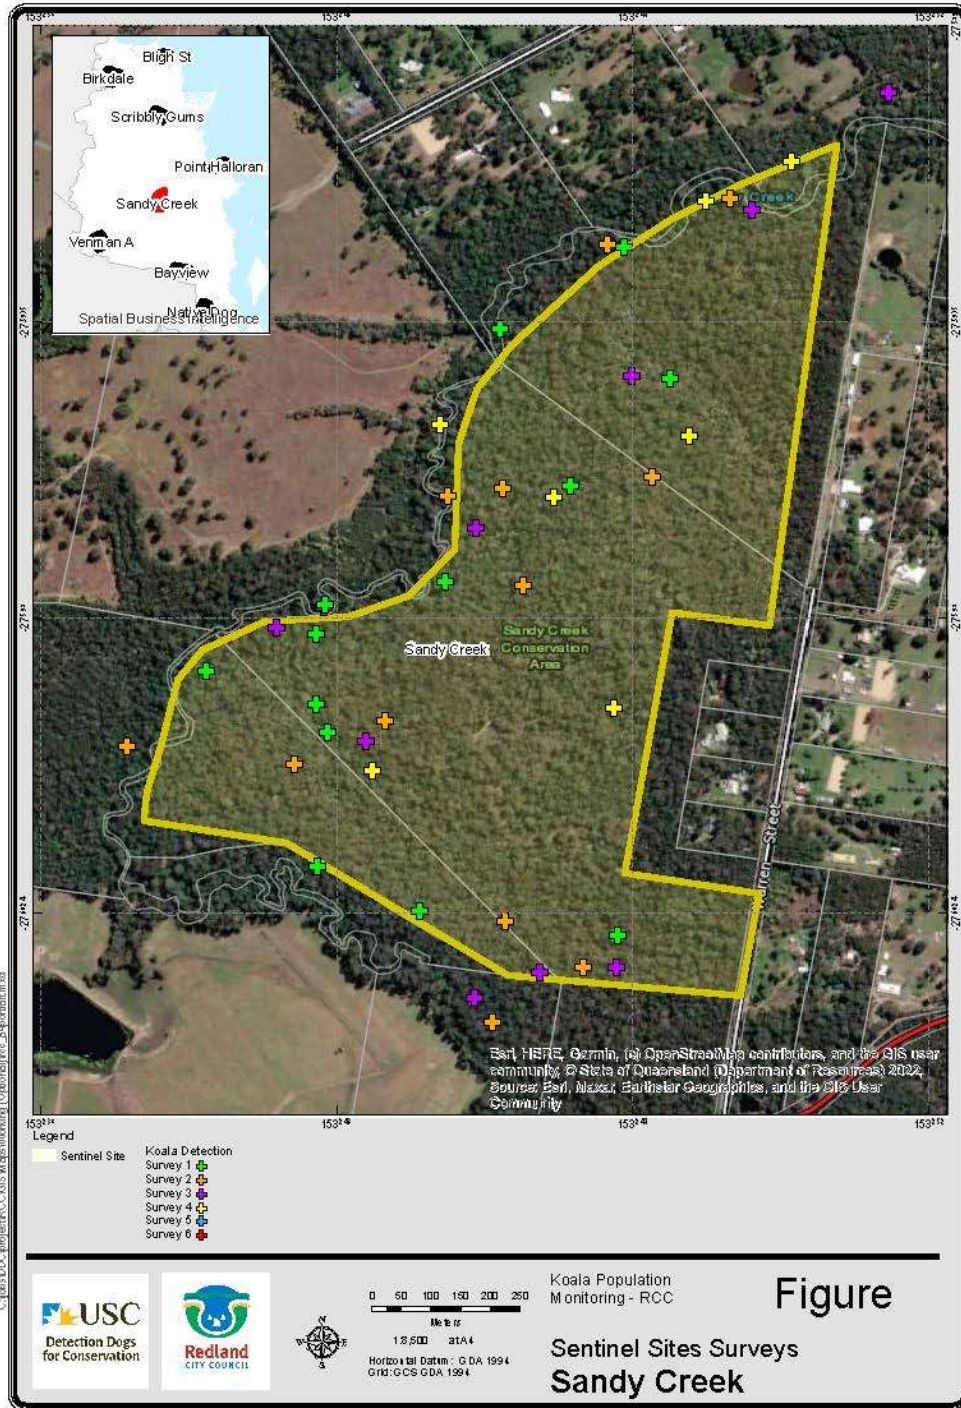 Bligh St
Birkdale
Scribbly Gums
Point Halloran
Sandy Creek
Venman A
Bayview
Native Dog
Spatial Business Intelligence
Creek
Sandy Creek
Sandy Creek
Conservation
Area
Warren Street
Esri, HERE, Garmin, (c) OpenStreetMap contributors, and the GIS user
community, © State of Queensland (Department of Resources) 2022,
Source: Esri, Maxar, Earthstar Geographics, and the GIS User
Community
Legend
Sentinel Site
Koala Detection
Survey 1
Survey 2
Survey 3
Survey 4
Survey 5
Survey 6
USC
Detection Dogs
for Conservation
Redland
CITY COUNCIL
N
W E
S
0 50 100 150 200 250
Meters
1:8,500 at A4
Horizontal Datum: GDA 1994
Grid: GCS GDA 1994
Koala Population
Monitoring - RCC
Figure
Sentinel Sites Surveys
Sandy Creek